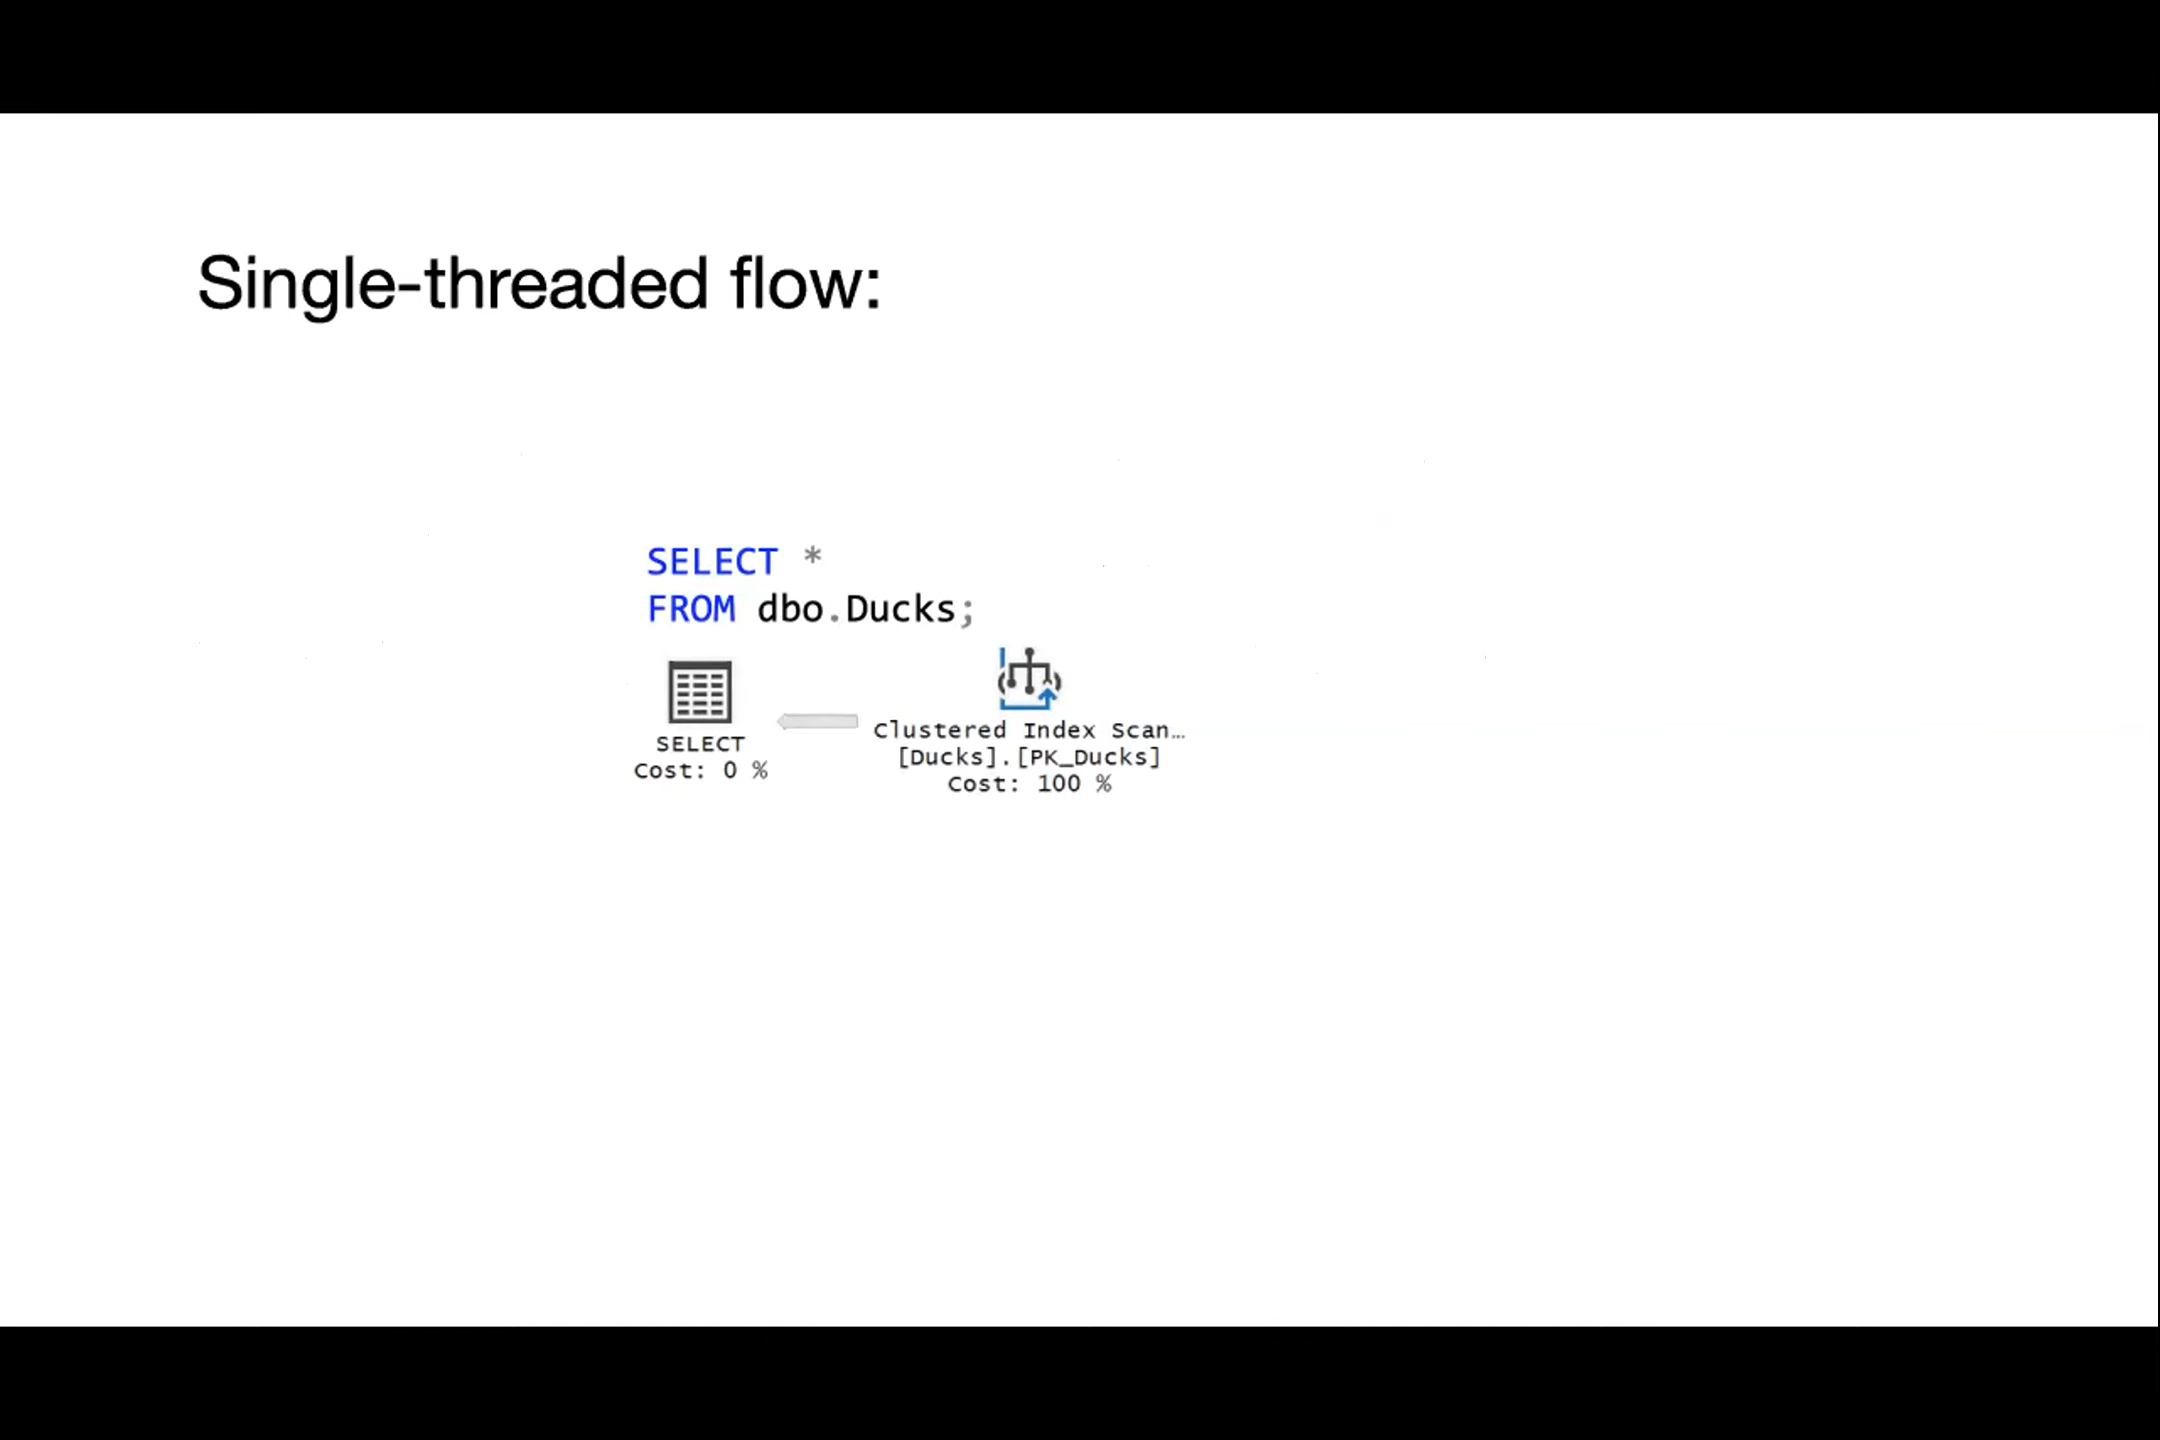 Single-threaded flow:
SELECT *
FROM dbo.Ducks;
SELECT
Cost: 0 %
Clustered Index Scan…
[Ducks].[PK_Ducks]
Cost: 100 %